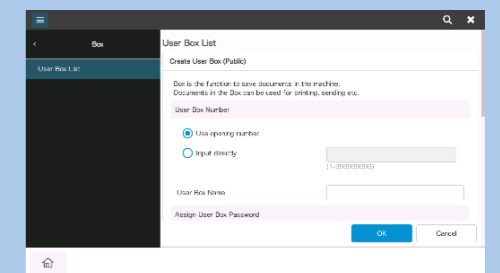 Box
User Box List
User Box List
Create User Box (Public)
Box is the function to save documents in the machine.
Documents in the Box can be used for printing, sending etc.
User Box Number
Use opening number
Input directly
(1-999999999)
User Box Name
Assign User Box Password
OK
Cancel